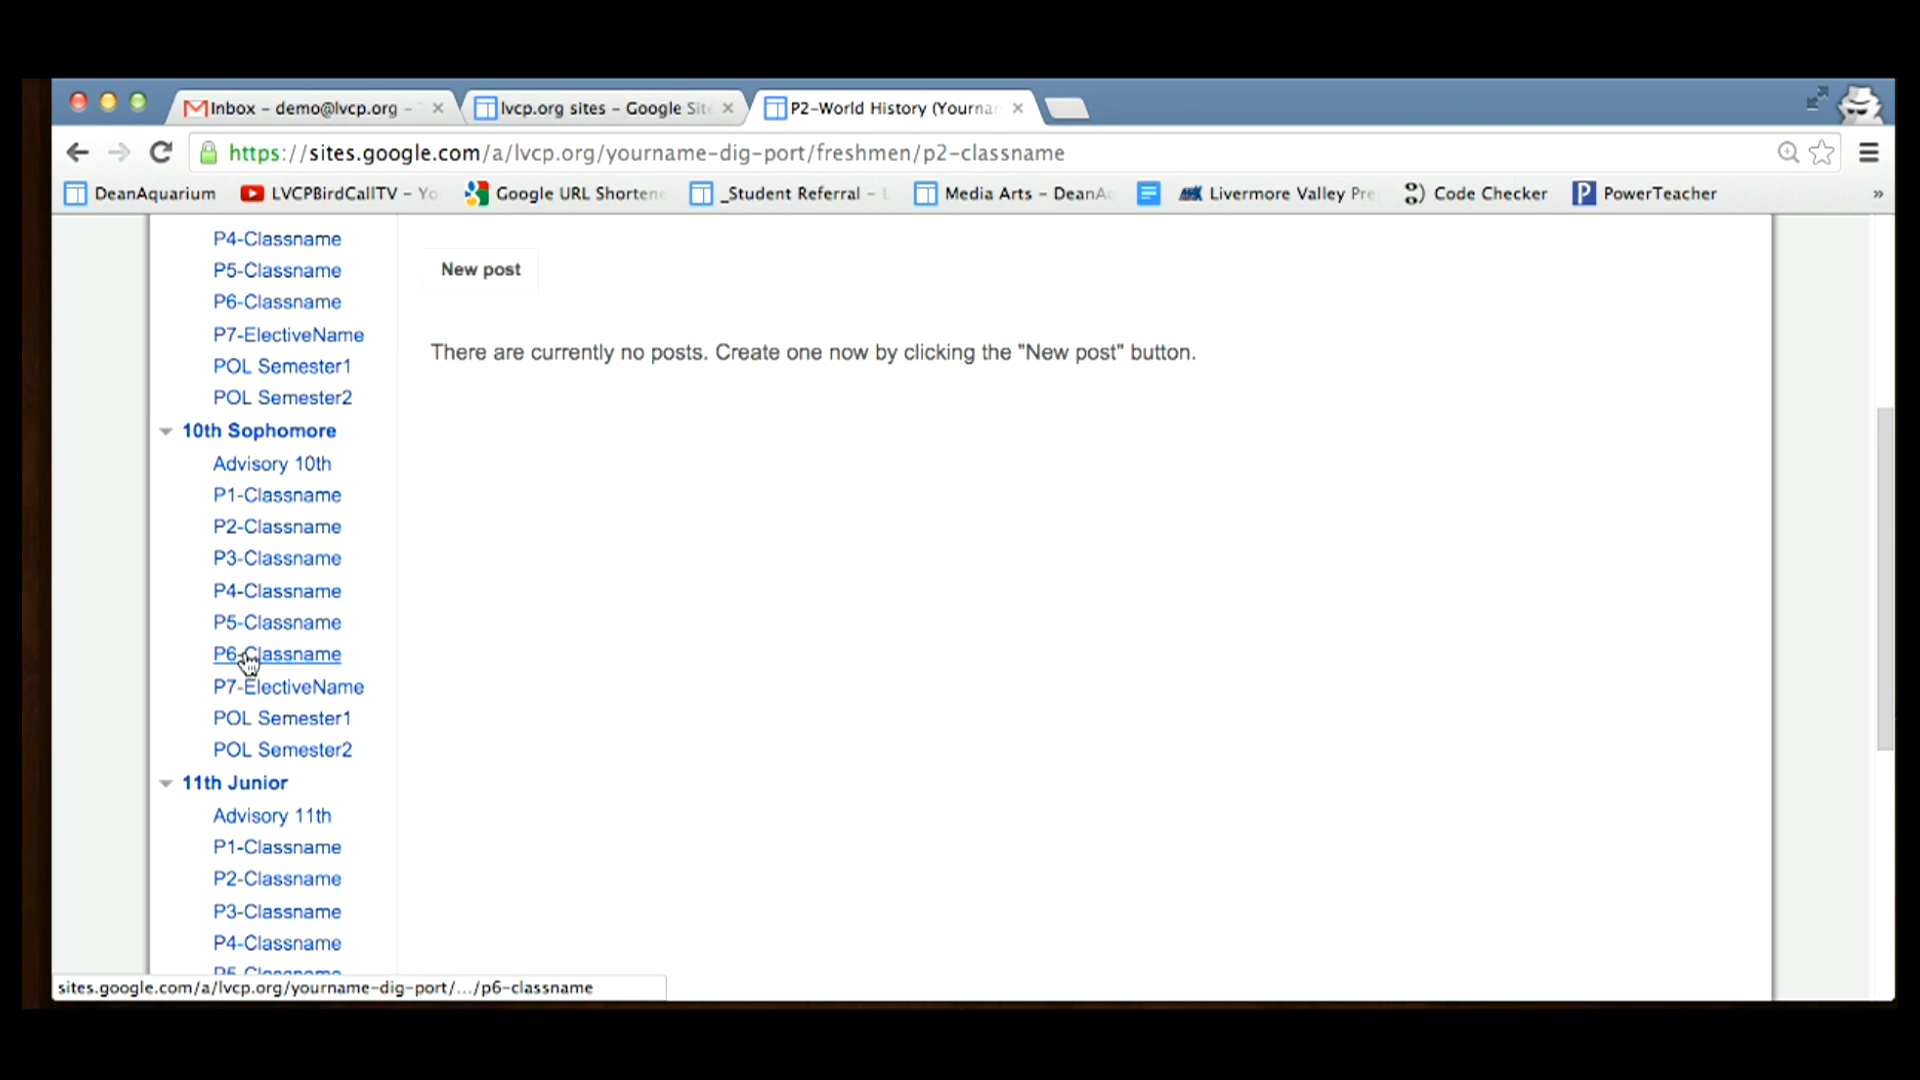 Inbox – demo@lvcp.org –
lvcp.org sites – Google Sit
P2-World History (Yourna
https://sites.google.com/a/lvcp.org/yourname-dig-port/freshmen/p2-classname
DeanAquarium
LVCPBirdCallTV – Yo
Google URL Shortene
_Student Referral –
Media Arts – DeanAq
Livermore Valley Pre
Code Checker
PowerTeacher
»
P4-Classname
P5-Classname
P6-Classname
P7-ElectiveName
POL Semester1
POL Semester2
10th Sophomore
Advisory 10th
P1-Classname
P2-Classname
P3-Classname
P4-Classname
P5-Classname
P6-Classname
P7-ElectiveName
POL Semester1
POL Semester2
11th Junior
Advisory 11th
P1-Classname
P2-Classname
P3-Classname
P4-Classname
P5-Classname
New post
There are currently no posts. Create one now by clicking the "New post" button.
sites.google.com/a/lvcp.org/yourname-dig-port/.../p6-classname